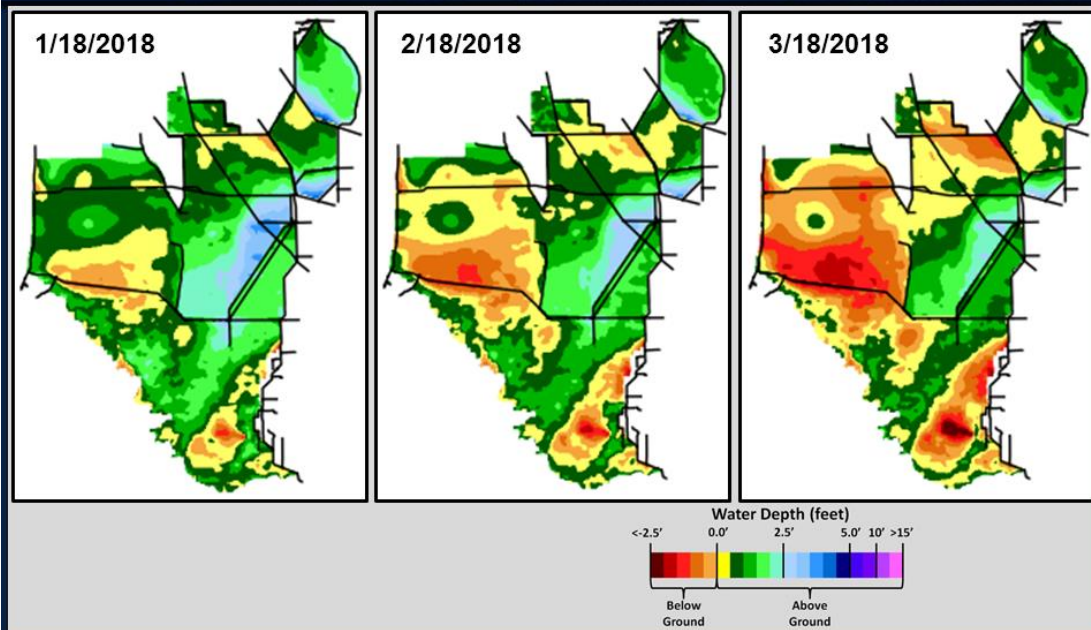 1/18/2018
2/18/2018
3/18/2018
Water Depth (feet)
<-2.5' 0.0' 2.5' 5.0' 10' >15'
Below Ground
Above Ground